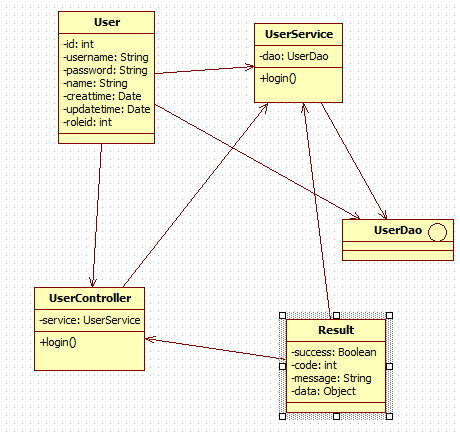 User
-id: int
-username: String
-password: String
-name: String
-creattime: Date
-updatetime: Date
-roleid: int
UserService
-dao: UserDao
+login()
UserDao
UserController
-service: UserService
+login()
Result
-success: Boolean
-code: int
-message: String
-data: Object